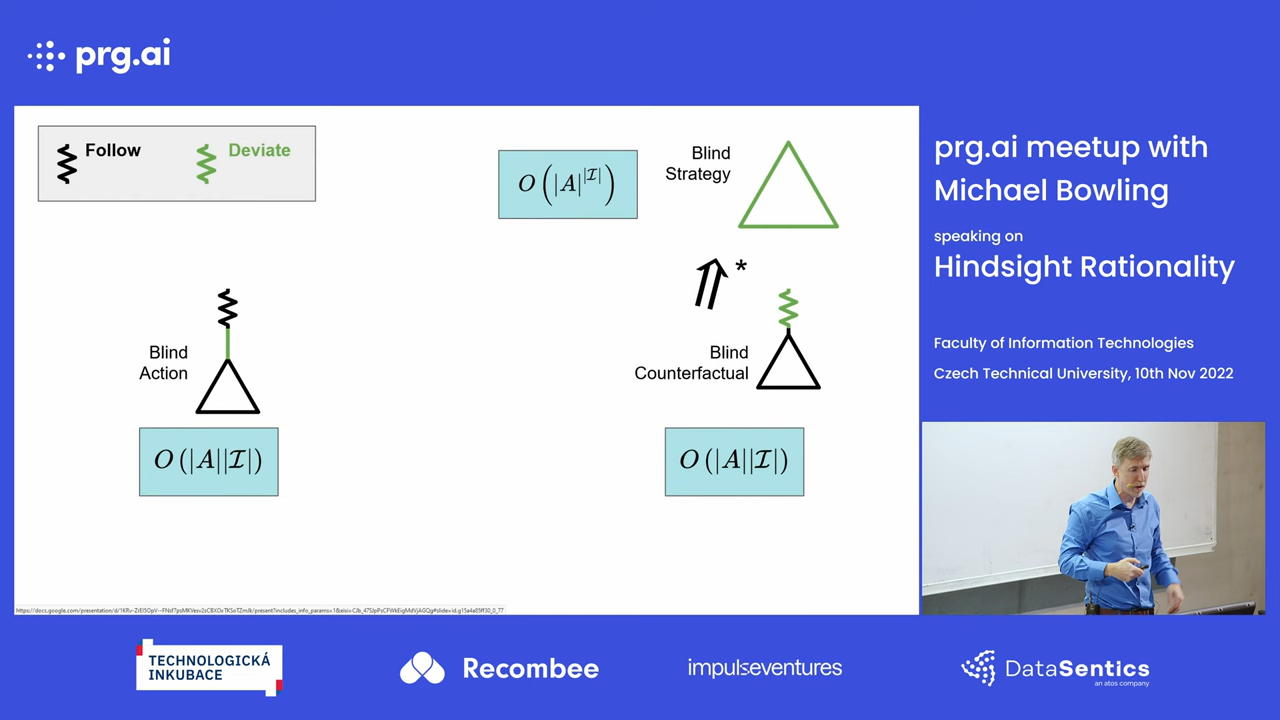 prg.ai
Follow
Deviate
O(|A|^|𝓘|)
Blind
Strategy
*
Blind
Action
Blind
Counterfactual
O(|A||𝓘|)
O(|A||𝓘|)
prg.ai meetup with
Michael Bowling
speaking on
Hindsight Rationality
Faculty of Information Technologies
Czech Technical University, 10th Nov 2022
TECHNOLOGICKÁ
INKUBACE
Recombee
impulseventures
DataSentics
an atos company